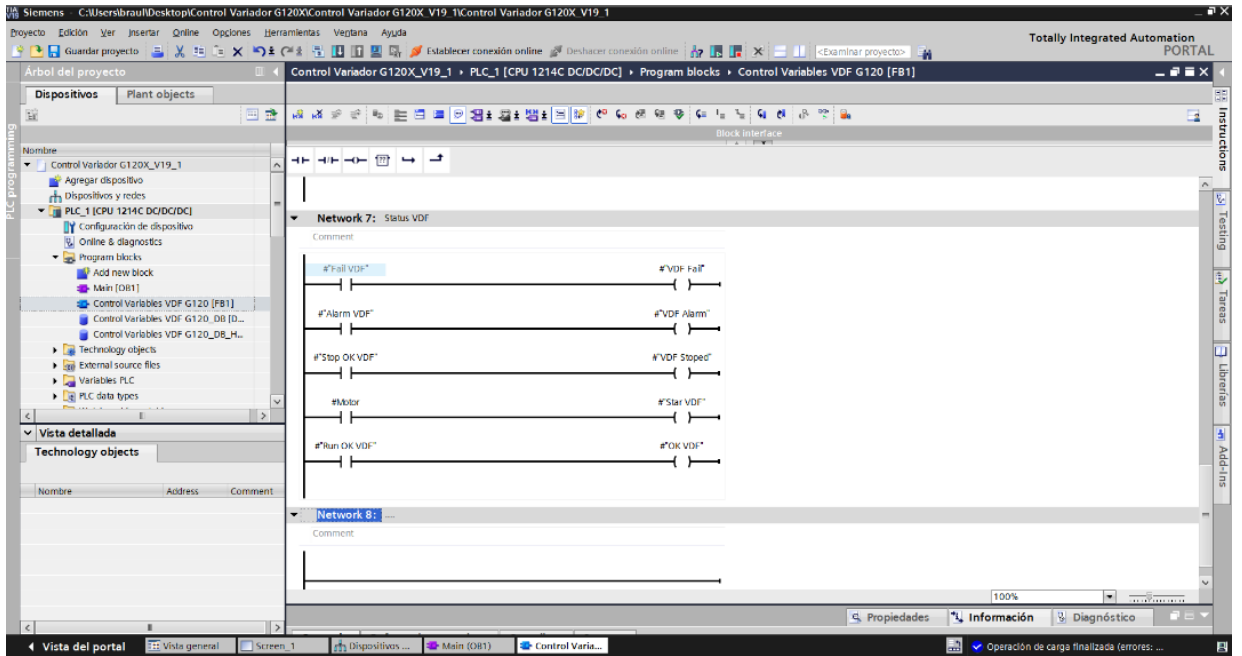 Siemens - C:\Users\braul\Desktop\Control Variador G120X\Control Variador G120X_V19_1\Control Variador G120X_V19_1
Proyecto Edición Ver Insertar Online Opciones Herramientas Ventana Ayuda
Totally Integrated Automation
PORTAL
Guardar proyecto
Establecer conexión online
Deshacer conexión online
<Examinar proyecto>
Árbol del proyecto
Control Variador G120X_V19_1 PLC_1 [CPU 1214C DC/DC/DC] Program blocks Control Variables VDF G120 [FB1]
Dispositivos Plant objects
Block interface
PLC programming
Nombre
Control Variador G120X_V19_1
Agregar dispositivo
Dispositivos y redes
PLC_1 [CPU 1214C DC/DC/DC]
Configuración de dispositivo
Online & diagnostics
Program blocks
Add new block
Main [OB1]
Control Variables VDF G120 [FB1]
Control Variables VDF G120_DB [D...
Control Variables VDF G120_DB_H...
Technology objects
External source files
Variables PLC
PLC data types
Vista detallada
Technology objects
Nombre Address Comment
Network 7: Status VDF
Comment
#"Fail VDF" #"VDF Fail"
#"Alarm VDF" #"VDF Alarm"
#"Stop OK VDF" #"VDF Stoped"
#Motor #"Star VDF"
#"Run OK VDF" #"OK VDF"
Network 8: ....
Comment
100%
Instructions
Testing
Tareas
Librerías
Add-Ins
Propiedades Información Diagnóstico
Vista del portal Vista general Screen_1 Dispositivos ... Main (OB1) Control Varia...
Operación de carga finalizada (errores: ...